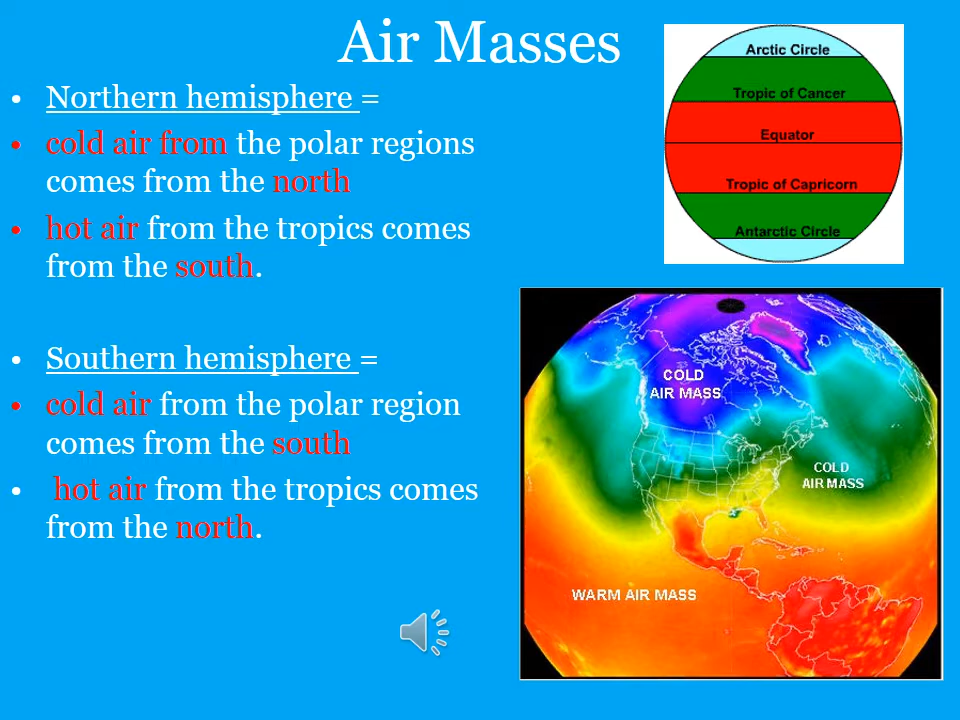 Air Masses
• Northern hemisphere =
• cold air from the polar regions
comes from the north
• hot air from the tropics comes
from the south.
• Southern hemisphere =
• cold air from the polar region
comes from the south
• hot air from the tropics comes
from the north.
Arctic Circle
Tropic of Cancer
Equator
Tropic of Capricorn
Antarctic Circle
COLD
AIR MASS
COLD
AIR MASS
WARM AIR MASS